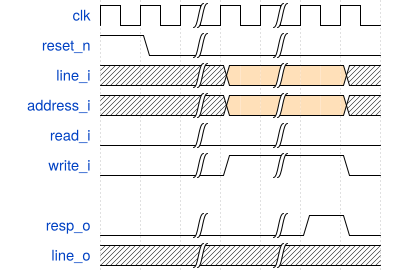 clk
reset_n
line_i
address_i
read_i
write_i
resp_o
line_o